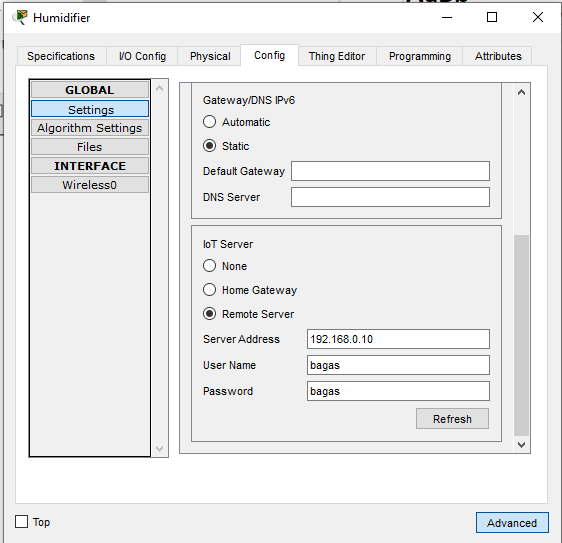 Humidifier
Specifications I/O Config Physical Config Thing Editor Programming Attributes
GLOBAL
Settings
Algorithm Settings
Files
INTERFACE
Wireless0
Gateway/DNS IPv6
Automatic
Static
Default Gateway
DNS Server
IoT Server
None
Home Gateway
Remote Server
Server Address 192.168.0.10
User Name bagas
Password bagas
Refresh
Top
Advanced